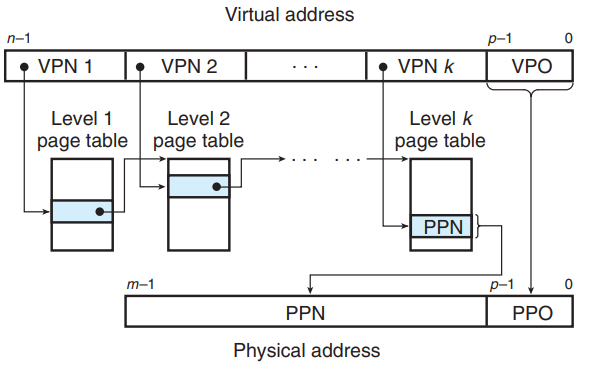 Virtual address
n–1 p–1 0
VPN 1 VPN 2 . . . VPN k VPO
Level 1 Level 2 Level k
page table page table page table
. . . . . .
PPN
m–1 p–1 0
PPN PPO
Physical address